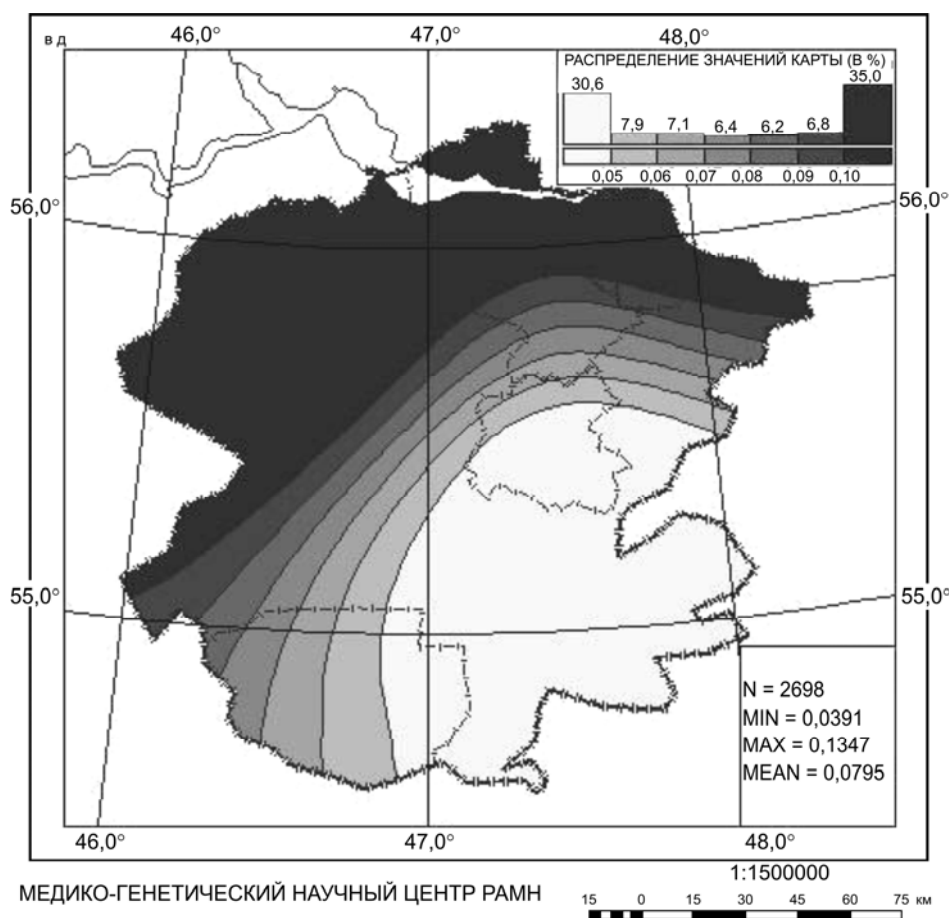 46,0° 47,0° 48,0°
в д
РАСПРЕДЕЛЕНИЕ ЗНАЧЕНИЙ КАРТЫ (В %)
30,6 7,9 7,1 6,4 6,2 6,8 35,0
0,05 0,06 0,07 0,08 0,09 0,10
56,0° 56,0°
55,0° 55,0°
N = 2698
MIN = 0,0391
MAX = 0,1347
MEAN = 0,0795
46,0° 47,0° 48,0°
1:1500000
МЕДИКО-ГЕНЕТИЧЕСКИЙ НАУЧНЫЙ ЦЕНТР РАМН
15 0 15 30 45 60 75 км